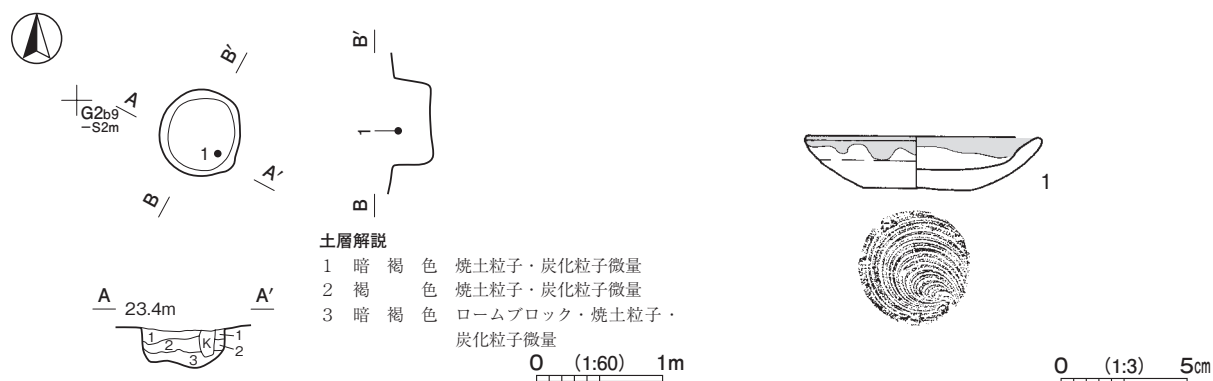 B′
B′
G2b9
−S2m
A
1
1
A′
B
B
1
土層解説
1 暗褐色 焼土粒子・炭化粒子微量
2 褐色 焼土粒子・炭化粒子微量
3 暗褐色 ロームブロック・焼土粒子・
炭化粒子微量
A 23.4m A′
1 2 3 K 1 2
0 (1:60) 1m
0 (1:3) 5㎝